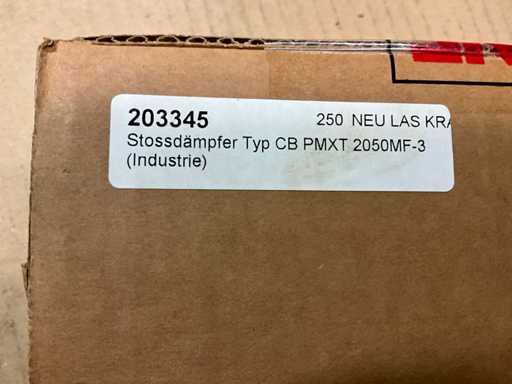 203345 250 NEU LAS KRA
Stossdämpfer Typ CB PMXT 2050MF-3
(Industrie)